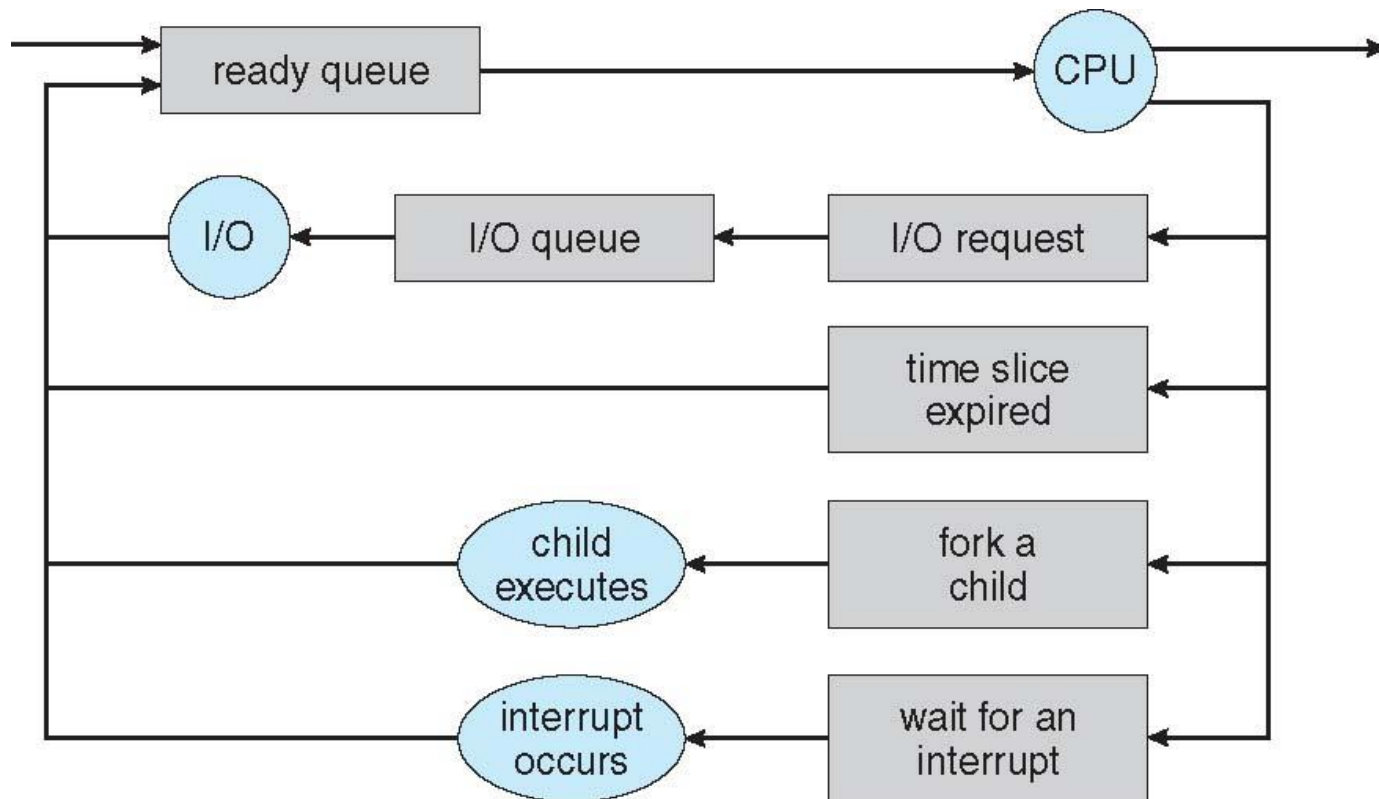 ready queue
CPU
I/O
I/O queue
I/O request
time slice
expired
child
executes
fork a
child
interrupt
occurs
wait for an
interrupt